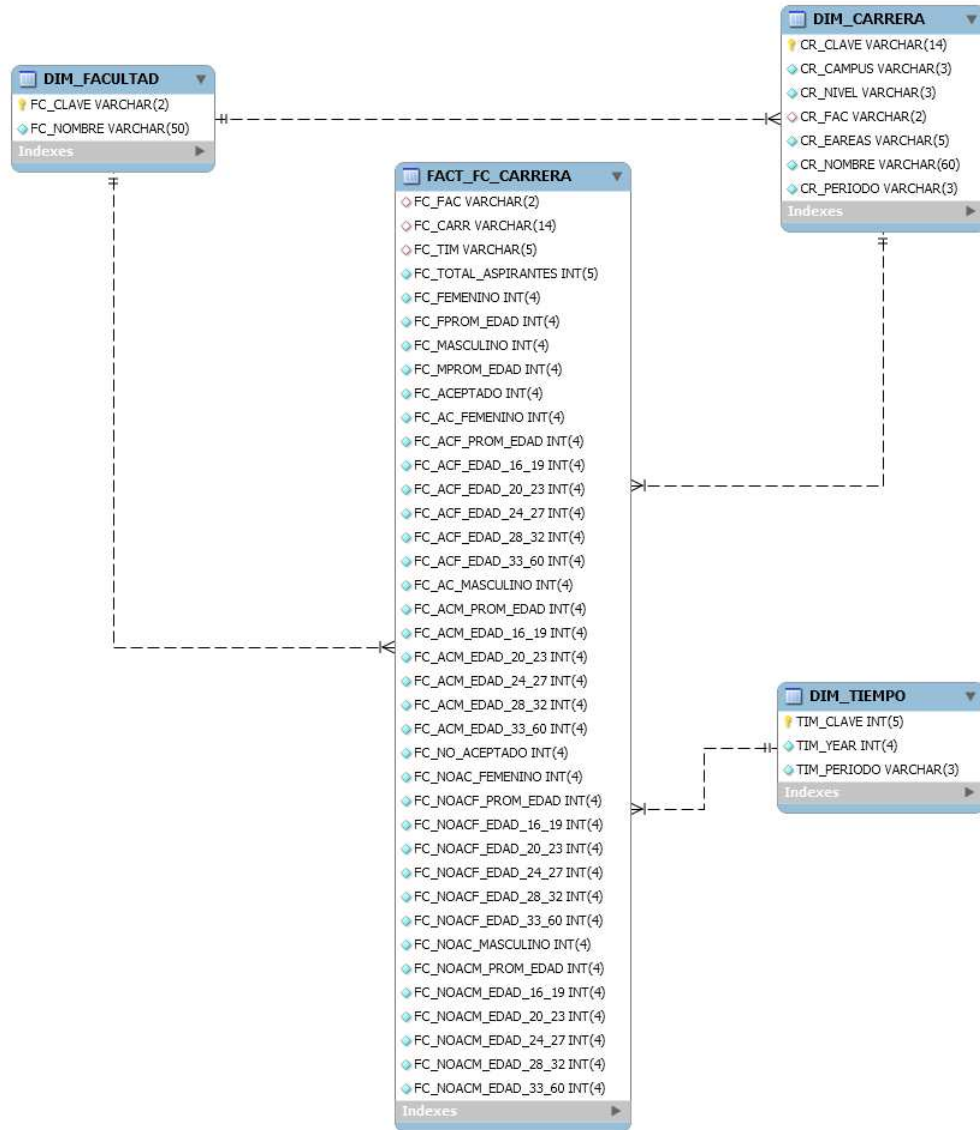 DIM_FACULTAD
FC_CLAVE VARCHAR(2)
FC_NOMBRE VARCHAR(50)
Indexes
DIM_CARRERA
CR_CLAVE VARCHAR(14)
CR_CAMPUS VARCHAR(3)
CR_NIVEL VARCHAR(3)
CR_FAC VARCHAR(2)
CR_EAREAS VARCHAR(5)
CR_NOMBRE VARCHAR(60)
CR_PERIODO VARCHAR(3)
Indexes
FACT_FC_CARRERA
FC_FAC VARCHAR(2)
FC_CARR VARCHAR(14)
FC_TIM VARCHAR(5)
FC_TOTAL_ASPIRANTES INT(5)
FC_FEMENINO INT(4)
FC_FPROM_EDAD INT(4)
FC_MASCULINO INT(4)
FC_MPROM_EDAD INT(4)
FC_ACEPTADO INT(4)
FC_AC_FEMENINO INT(4)
FC_ACF_PROM_EDAD INT(4)
FC_ACF_EDAD_16_19 INT(4)
FC_ACF_EDAD_20_23 INT(4)
FC_ACF_EDAD_24_27 INT(4)
FC_ACF_EDAD_28_32 INT(4)
FC_ACF_EDAD_33_60 INT(4)
FC_AC_MASCULINO INT(4)
FC_ACM_PROM_EDAD INT(4)
FC_ACM_EDAD_16_19 INT(4)
FC_ACM_EDAD_20_23 INT(4)
FC_ACM_EDAD_24_27 INT(4)
FC_ACM_EDAD_28_32 INT(4)
FC_ACM_EDAD_33_60 INT(4)
FC_NO_ACEPTADO INT(4)
FC_NOAC_FEMENINO INT(4)
FC_NOACF_PROM_EDAD INT(4)
FC_NOACF_EDAD_16_19 INT(4)
FC_NOACF_EDAD_20_23 INT(4)
FC_NOACF_EDAD_24_27 INT(4)
FC_NOACF_EDAD_28_32 INT(4)
FC_NOACF_EDAD_33_60 INT(4)
FC_NOAC_MASCULINO INT(4)
FC_NOACM_PROM_EDAD INT(4)
FC_NOACM_EDAD_16_19 INT(4)
FC_NOACM_EDAD_20_23 INT(4)
FC_NOACM_EDAD_24_27 INT(4)
FC_NOACM_EDAD_28_32 INT(4)
FC_NOACM_EDAD_33_60 INT(4)
Indexes
DIM_TIEMPO
TIM_CLAVE INT(5)
TIM_YEAR INT(4)
TIM_PERIODO VARCHAR(3)
Indexes